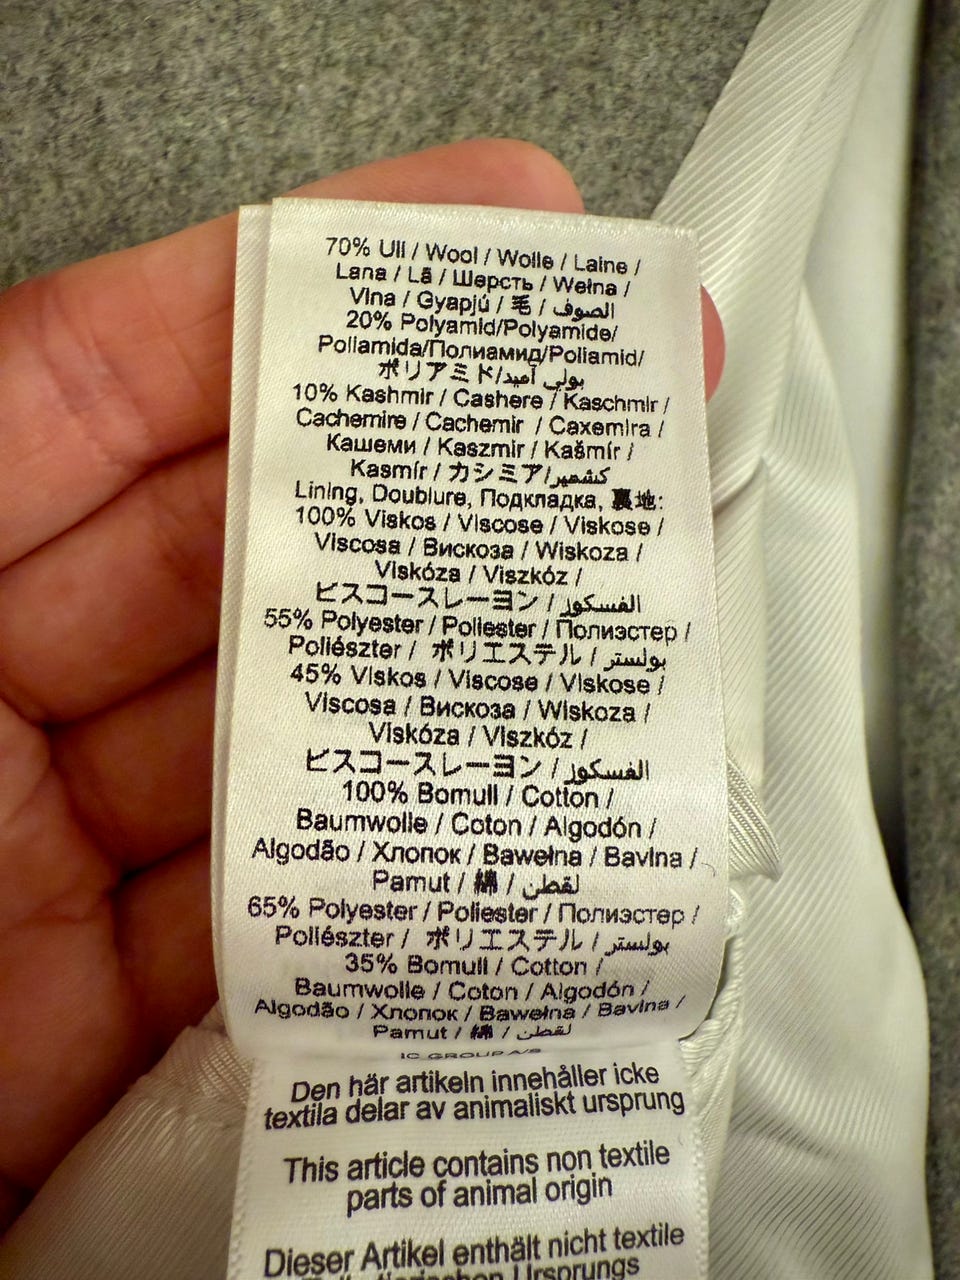 70% Ull / Wool / Wolle / Laine /
Lana / Lã / Шерсть / Wełna /
Vlna / Gyapjú / 毛 / الصوف
20% Polyamid/Polyamide/
Poliamida/Полиамид/Poliamid/
ポリアミド/بولي آميد
10% Kashmir / Cashere / Kaschmir /
Cachemire / Cachemir / Caxemira /
Кашеми / Kaszmir / Kašmír /
Kasmír / カシミア/كشمير
Lining, Doublure, Подкладка, 裏地:
100% Viskos / Viscose / Viskose /
Viscosa / Вискоза / Wiskoza /
Viskóza / Viszkóz /
ビスコースレーヨン / الفسكوز
55% Polyester / Poliester / Полиэстер /
Poliészter / ポリエステル / بولستر
45% Viskos / Viscose / Viskose /
Viscosa / Вискоза / Wiskoza /
Viskóza / Viszkóz /
ビスコースレーヨン / الفسكوز
100% Bomull / Cotton /
Baumwolle / Coton / Algodón /
Algodão / Хлопок / Bawełna / Bavlna /
Pamut / 綿 / لقطن
65% Polyester / Poliester / Полиэстер /
Poliészter / ポリエステル / بولستر
35% Bomull / Cotton /
Baumwolle / Coton / Algodón /
Algodão / Хлопок / Bawełna / Bavlna /
Pamut / 綿 / لقطن
IC GROUP A/S
Den här artikeln innehåller icke
textila delar av animaliskt ursprung
This article contains non textile
parts of animal origin
Dieser Artikel enthält nicht textile
Ursprungs